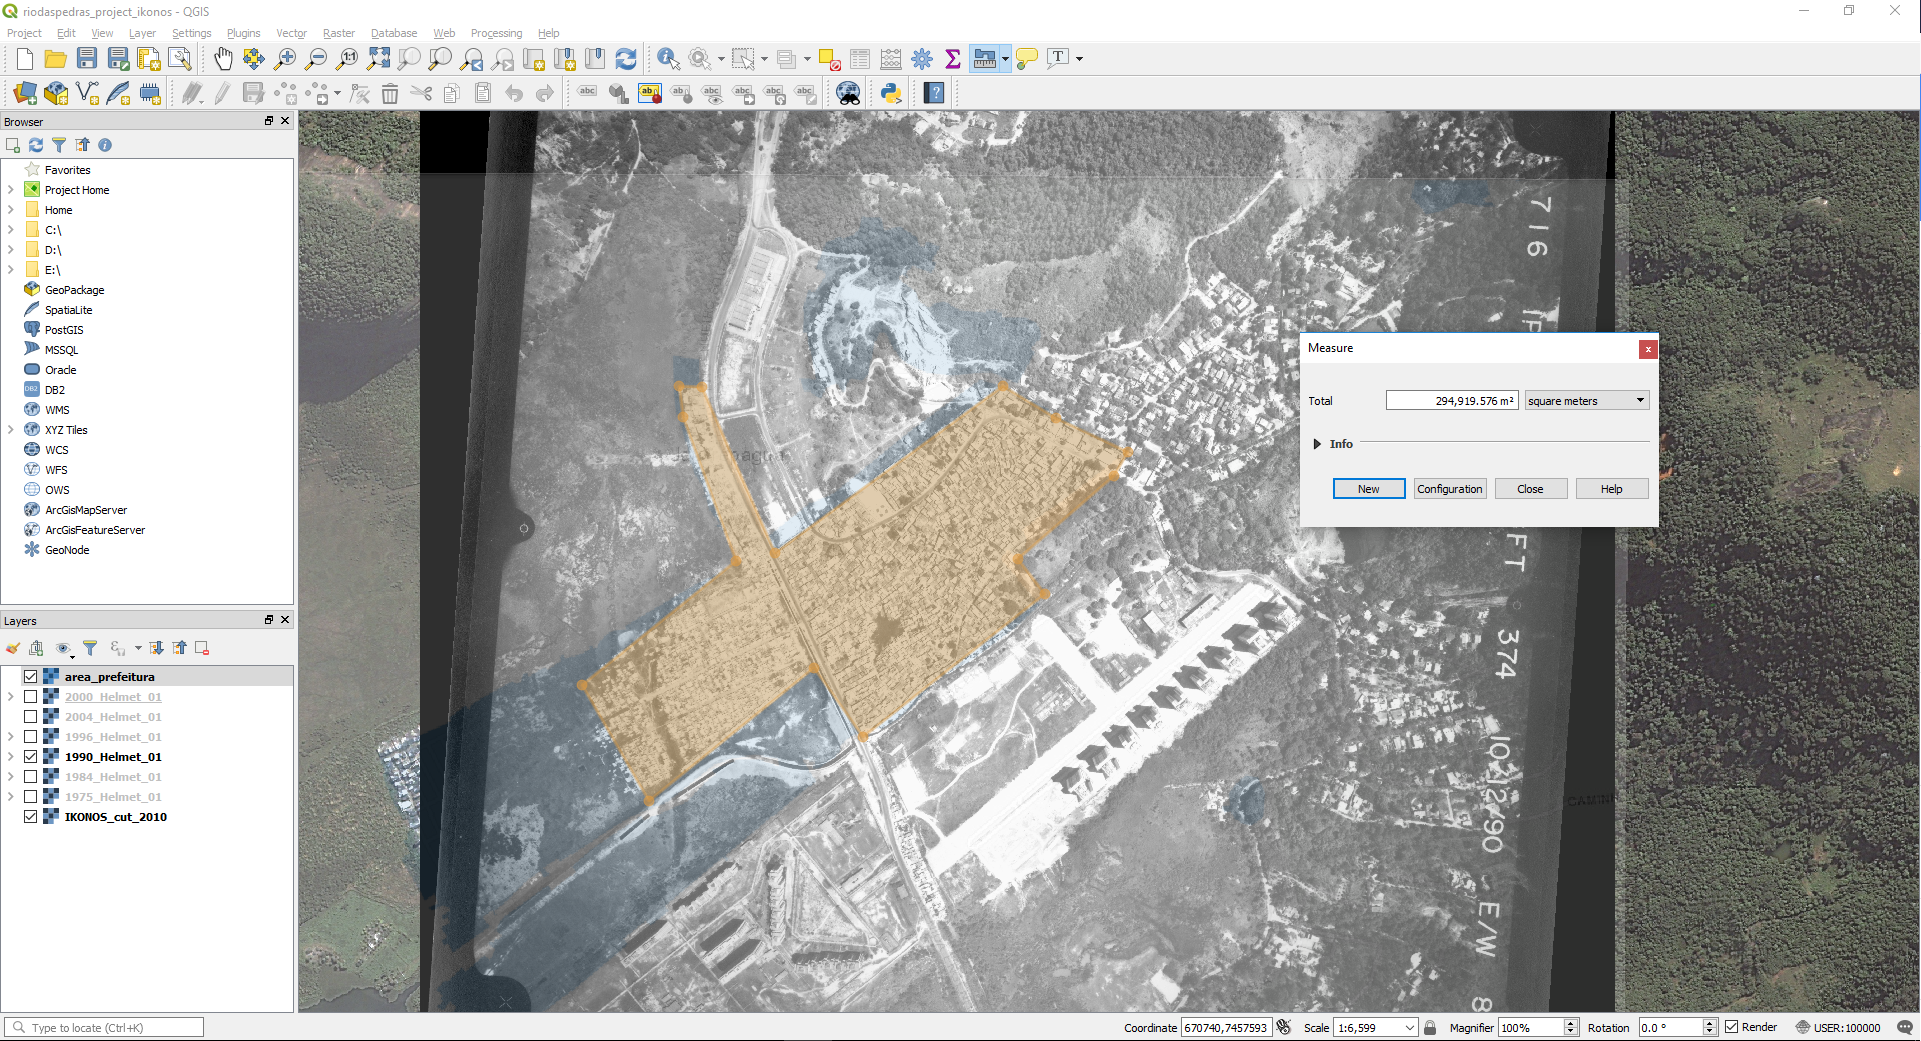 riodaspedras_project_ikonos - QGIS
Project Edit View Layer Settings Plugins Vector Raster Database Web Processing Help
Browser
Favorites
Project Home
Home
C:\
D:\
E:\
GeoPackage
SpatiaLite
PostGIS
MSSQL
Oracle
DB2
WMS
XYZ Tiles
WCS
WFS
OWS
ArcGisMapServer
ArcGisFeatureServer
GeoNode
Layers
area_prefeitura
2000_Helmet_01
2004_Helmet_01
1996_Helmet_01
1990_Helmet_01
1984_Helmet_01
1975_Helmet_01
IKONOS_cut_2010
716
FT 374
10-12-90
E/W
8
Measure
Total 294,919.576 m² square meters
Info
New Configuration Close Help
Type to locate (Ctrl+K)
Coordinate 670740,7457593 Scale 1:6,599 Magnifier 100% Rotation 0.0 ° Render USER:100000